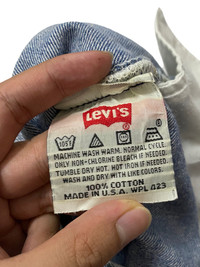 Levi's
105F
MACHINE WASH WARM. NORMAL CYCLE.
ONLY NON-CHLORINE BLEACH IF NEEDED.
TUMBLE DRY HOT. HOT IRON IF NEEDED.
WASH AND DRY WITH LIKE COLORS.
100% COTTON
MADE IN U.S.A. WPL 423